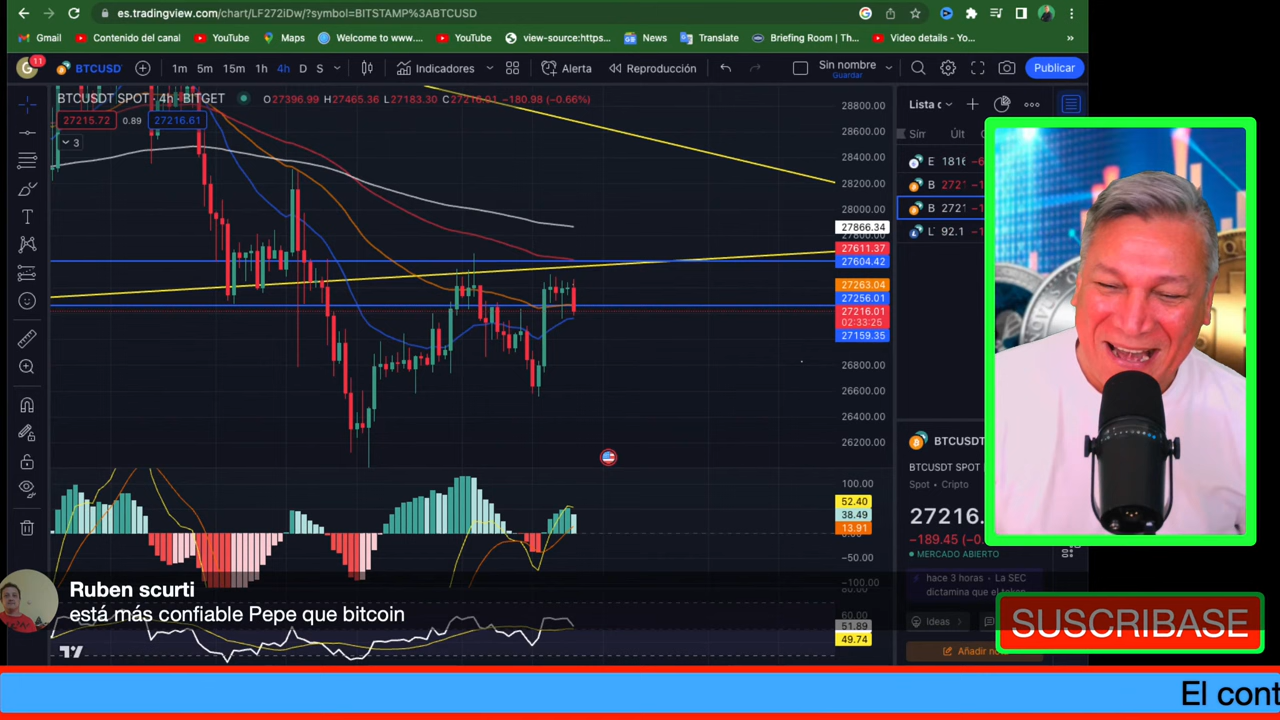 es.tradingview.com/chart/LF272iDw/?symbol=BITSTAMP%3ABTCUSD
Gmail
Contenido del canal
YouTube
Maps
Welcome to www....
YouTube
view-source:https...
News
Translate
Briefing Room | Th...
Video details - Yo...
»
G
11
BTCUSD
1m
5m
15m
1h
4h
D
S
Indicadores
Alerta
Reproducción
Sin nombre
Guardar
Publicar
BTCUSDT SPOT · 4h · BITGET
O27396.99 H27465.36 L27183.30 C27216.01 −180.98 (−0.66%)
27215.72
0.89
27216.61
3
28800.00
28600.00
28400.00
28200.00
28000.00
27866.34
27800.00
27611.37
27604.42
27263.04
27256.01
27216.01
02:33:25
27159.35
26800.00
26600.00
26400.00
26200.00
100.00
52.40
38.49
13.91
0.00
−50.00
−100.00
80.00
60.00
51.89
49.74
Lista
Sím
Últ
E 1816
B 2721
B 2721
L 92.1
BTCUSDT
BTCUSDT SPOT
Spot • Cripto
27216.
−189.45
MERCADO ABIERTO
hace 3 horas · La SEC
dictamina que el token
Ideas
Añadir
Ruben scurti
está más confiable Pepe que bitcoin
SUSCRIBASE
El cont